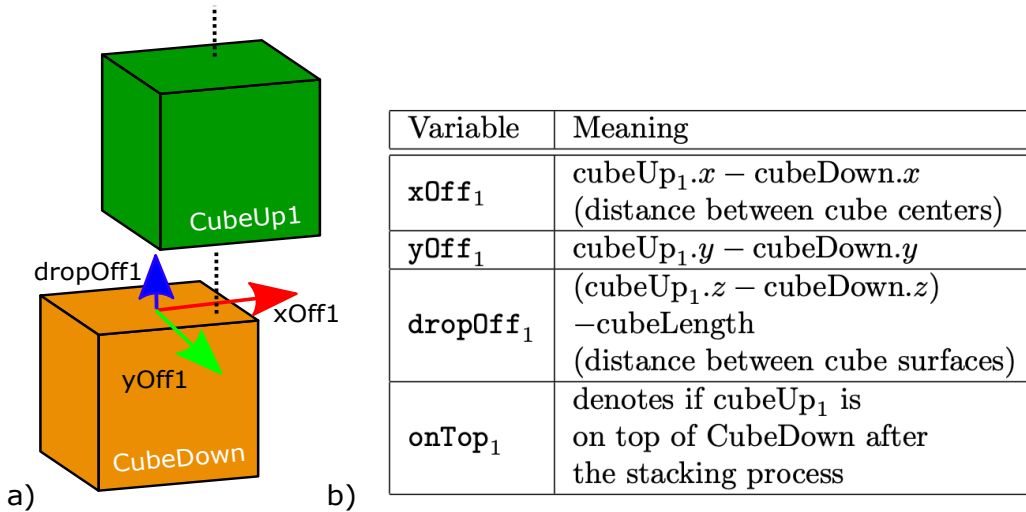 CubeUp1
dropOff1
xOff1
yOff1
CubeDown
a)
b)
Variable Meaning
xOff₁ cubeUp₁.x − cubeDown.x
(distance between cube centers)
yOff₁ cubeUp₁.y − cubeDown.y
dropOff₁ (cubeUp₁.z − cubeDown.z)
−cubeLength
(distance between cube surfaces)
onTop₁ denotes if cubeUp₁ is
on top of CubeDown after
the stacking process